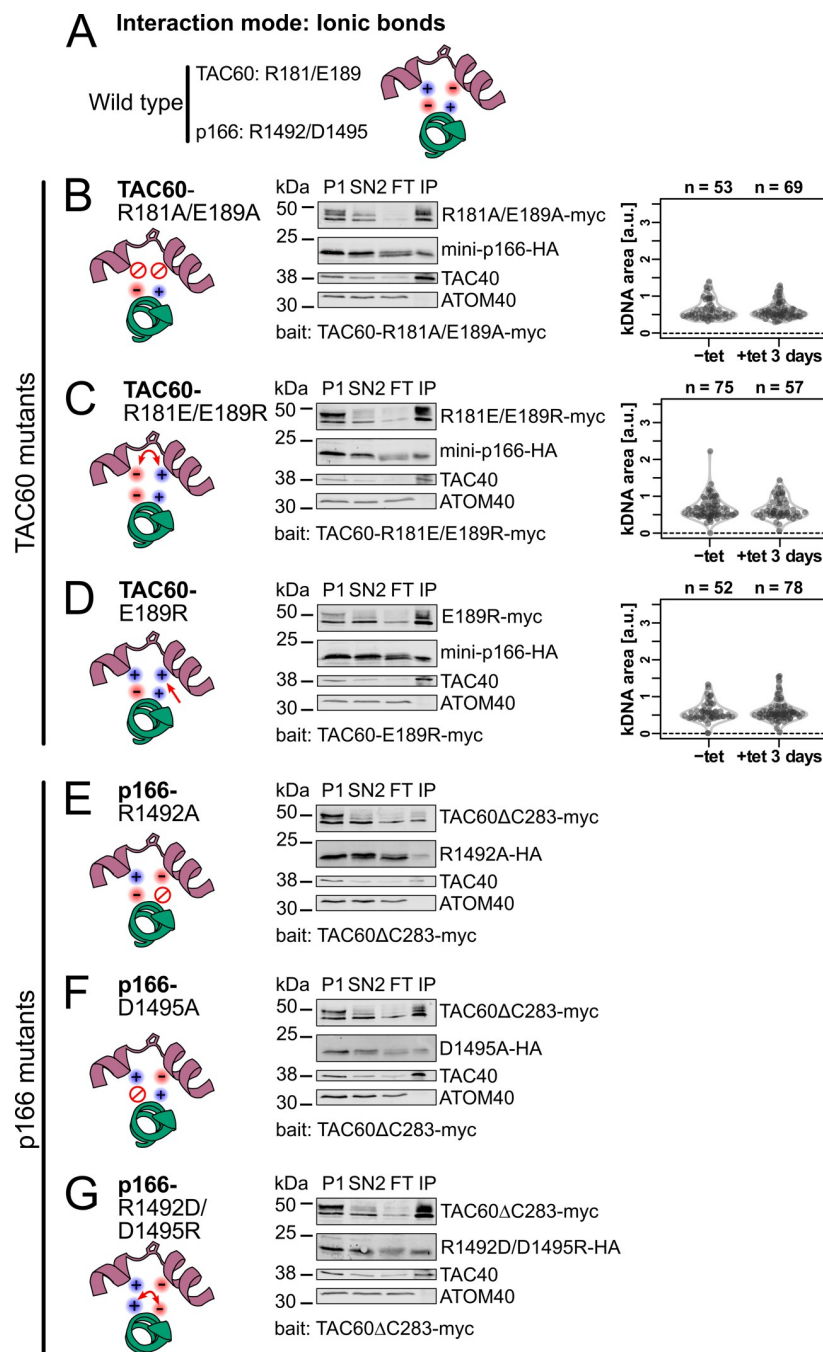 A
Interaction mode: Ionic bonds
Wild type
TAC60: R181/E189
p166: R1492/D1495
+ -
- +
TAC60 mutants
B
TAC60-
R181A/E189A
- +
kDa P1 SN2 FT IP
50 R181A/E189A-myc
25 mini-p166-HA
38 TAC40
30 ATOM40
bait: TAC60-R181A/E189A-myc
n = 53 n = 69
kDNA area [a.u.]
3
2
1
0
−tet +tet 3 days
C
TAC60-
R181E/E189R
- +
- +
kDa P1 SN2 FT IP
50 R181E/E189R-myc
25 mini-p166-HA
38 TAC40
30 ATOM40
bait: TAC60-R181E/E189R-myc
n = 75 n = 57
kDNA area [a.u.]
3
2
1
0
−tet +tet 3 days
D
TAC60-
E189R
+ +
- +
kDa P1 SN2 FT IP
50 E189R-myc
25 mini-p166-HA
38 TAC40
30 ATOM40
bait: TAC60-E189R-myc
n = 52 n = 78
kDNA area [a.u.]
3
2
1
0
−tet +tet 3 days
p166 mutants
E
p166-
R1492A
+ -
-
kDa P1 SN2 FT IP
50 TAC60ΔC283-myc
25 R1492A-HA
38 TAC40
30 ATOM40
bait: TAC60ΔC283-myc
F
p166-
D1495A
+ -
+
kDa P1 SN2 FT IP
50 TAC60ΔC283-myc
25 D1495A-HA
38 TAC40
30 ATOM40
bait: TAC60ΔC283-myc
G
p166-
R1492D/
D1495R
+ -
+ -
kDa P1 SN2 FT IP
50 TAC60ΔC283-myc
25 R1492D/D1495R-HA
38 TAC40
30 ATOM40
bait: TAC60ΔC283-myc